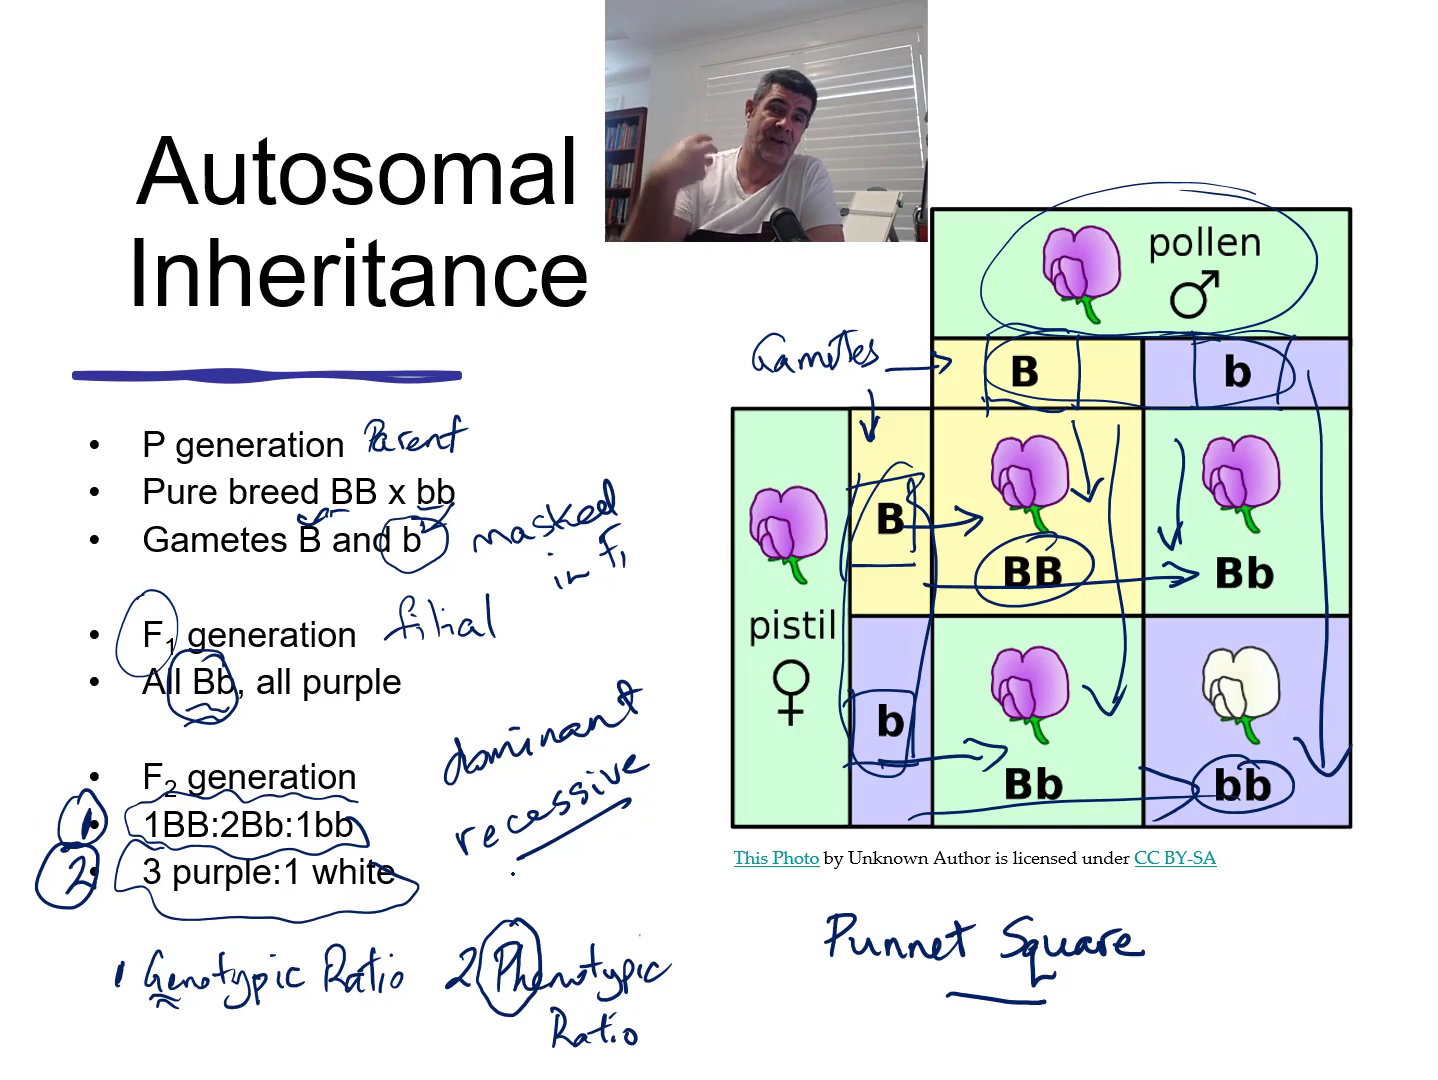 Autosomal
Inheritance
• P generation Parent
• Pure breed BB x bb
• Gametes B and b
masked
in F1
• F1 generation filial
• All Bb, all purple
dominant
recessive
• F2 generation
1 1BB:2Bb:1bb
2 3 purple:1 white
1 Genotypic Ratio
2 Phenotypic
Ratio
pollen
♂
Gametes
B b
pistil
♀
B BB Bb
b Bb bb
This Photo by Unknown Author is licensed under CC BY-SA
Punnet Square